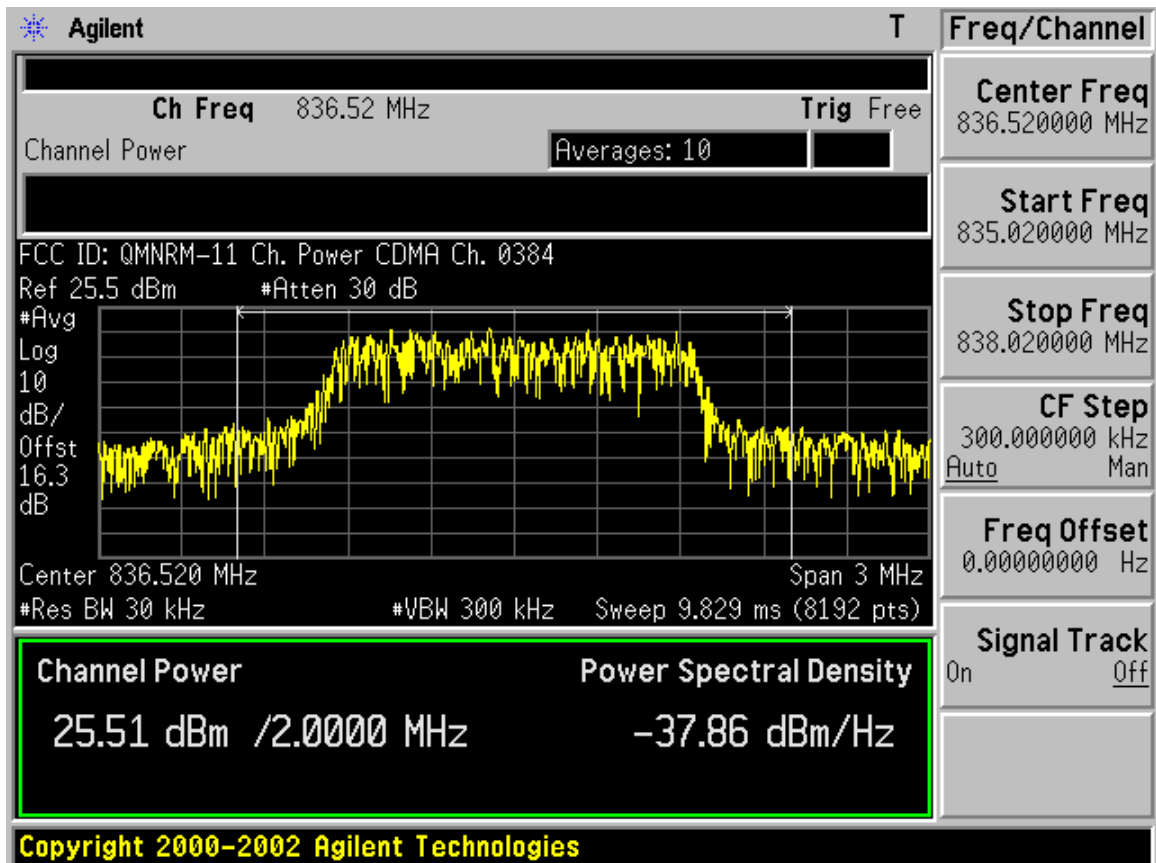 Agilent T
Freq/Channel
Ch Freq 836.52 MHz Trig Free
Channel Power Averages: 10
FCC ID: QMNRM-11 Ch. Power CDMA Ch. 0384
Ref 25.5 dBm #Atten 30 dB
#Avg
Log
10
dB/
Offst
16.3
dB
Center 836.520 MHz Span 3 MHz
#Res BW 30 kHz #VBW 300 kHz Sweep 9.829 ms (8192 pts)
Channel Power Power Spectral Density
25.51 dBm /2.0000 MHz -37.86 dBm/Hz
Copyright 2000-2002 Agilent Technologies
Center Freq
836.520000 MHz
Start Freq
835.020000 MHz
Stop Freq
838.020000 MHz
CF Step
300.000000 kHz
Auto Man
Freq Offset
0.00000000 Hz
Signal Track
On Off